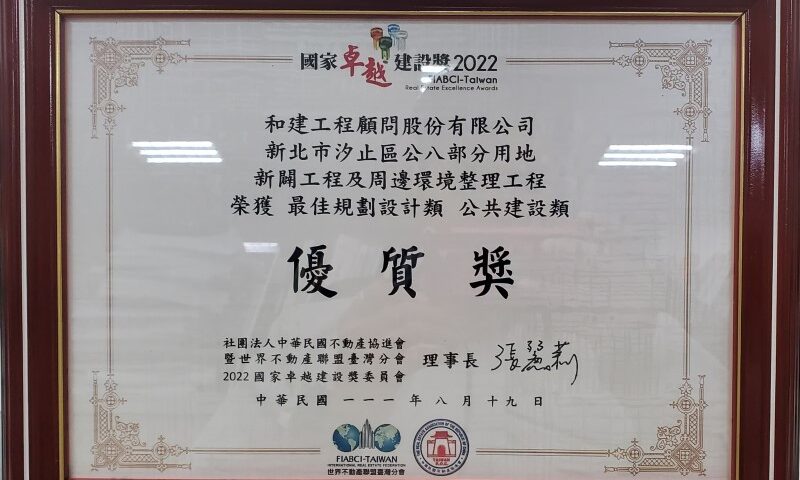 國家卓越建設獎 2022
FIABCI-Taiwan
Real Estate Excellence Awards
和建工程顧問股份有限公司
新北市汐止區公八部分用地
新闢工程及周邊環境整理工程
榮獲 最佳規劃設計類 公共建設類
優質獎
社團法人中華民國不動產協進會
暨世界不動產聯盟臺灣分會
2022國家卓越建設獎委員會
理事長 張麗莉
中華民國 一一一 年 八 月 十九 日
FIABCI-TAIWAN
INTERNATIONAL REAL ESTATE FEDERATION
世界不動產聯盟臺灣分會
TAIWAN
R.O.C.